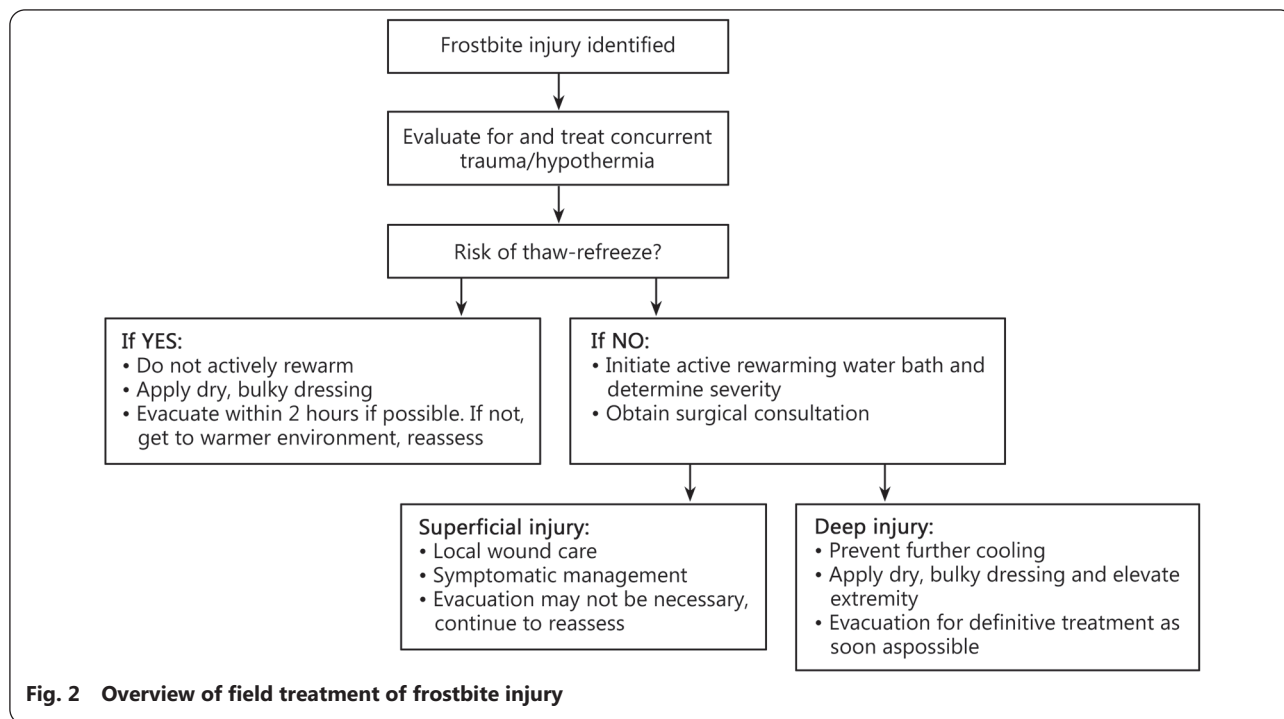 Frostbite injury identified
Evaluate for and treat concurrent
trauma/hypothermia
Risk of thaw-refreeze?
If YES:
• Do not actively rewarm
• Apply dry, bulky dressing
• Evacuate within 2 hours if possible. If not,
get to warmer environment, reassess
If NO:
• Initiate active rewarming water bath and
determine severity
• Obtain surgical consultation
Superficial injury:
• Local wound care
• Symptomatic management
• Evacuation may not be necessary,
continue to reassess
Deep injury:
• Prevent further cooling
• Apply dry, bulky dressing and elevate
extremity
• Evacuation for definitive treatment as
soon aspossible
Fig. 2 Overview of field treatment of frostbite injury